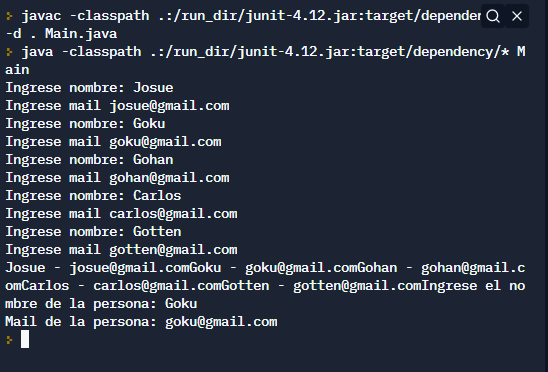 > javac -classpath .:/run_dir/junit-4.12.jar:target/dependen
-d . Main.java
> java -classpath .:/run_dir/junit-4.12.jar:target/dependency/* M
ain
Ingrese nombre: Josue
Ingrese mail josue@gmail.com
Ingrese nombre: Goku
Ingrese mail goku@gmail.com
Ingrese nombre: Gohan
Ingrese mail gohan@gmail.com
Ingrese nombre: Carlos
Ingrese mail carlos@gmail.com
Ingrese nombre: Gotten
Ingrese mail gotten@gmail.com
Josue - josue@gmail.comGoku - goku@gmail.comGohan - gohan@gmail.c
omCarlos - carlos@gmail.comGotten - gotten@gmail.comIngrese el no
mbre de la persona: Goku
Mail de la persona: goku@gmail.com
>